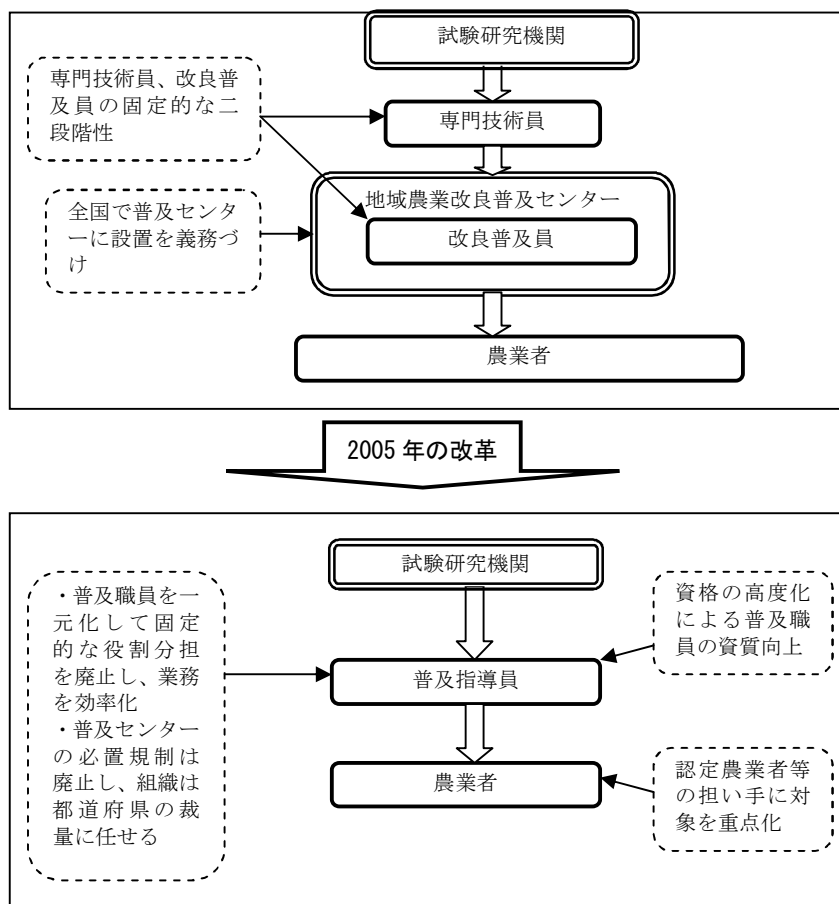 試験研究機関
専門技術員、改良普
及員の固定的な二
段階性
専門技術員
地域農業改良普及センター
全国で普及センタ
ーに設置を義務づ
け
改良普及員
農業者
2005年の改革
試験研究機関
・普及職員を一
元化して固定
的な役割分担
を廃止し、業務
を効率化
・普及センター
の必置規制は
廃止し、組織は
都道府県の裁
量に任せる
資格の高度化
による普及職
員の資質向上
普及指導員
農業者
認定農業者等
の担い手に対
象を重点化